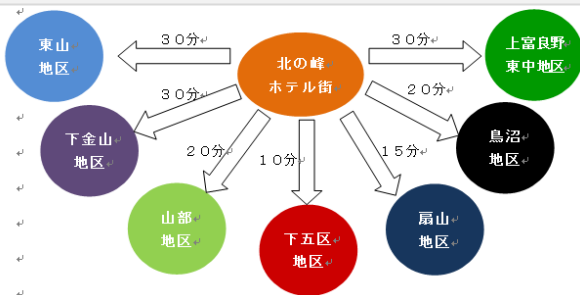 ３０分
３０分
東山
地区
北の峰
ホテル街
上富良野
東中地区
３０分
２０分
下金山
地区
鳥沼
地区
２０分
１０分
１５分
山部
地区
下五区
地区
扇山
地区